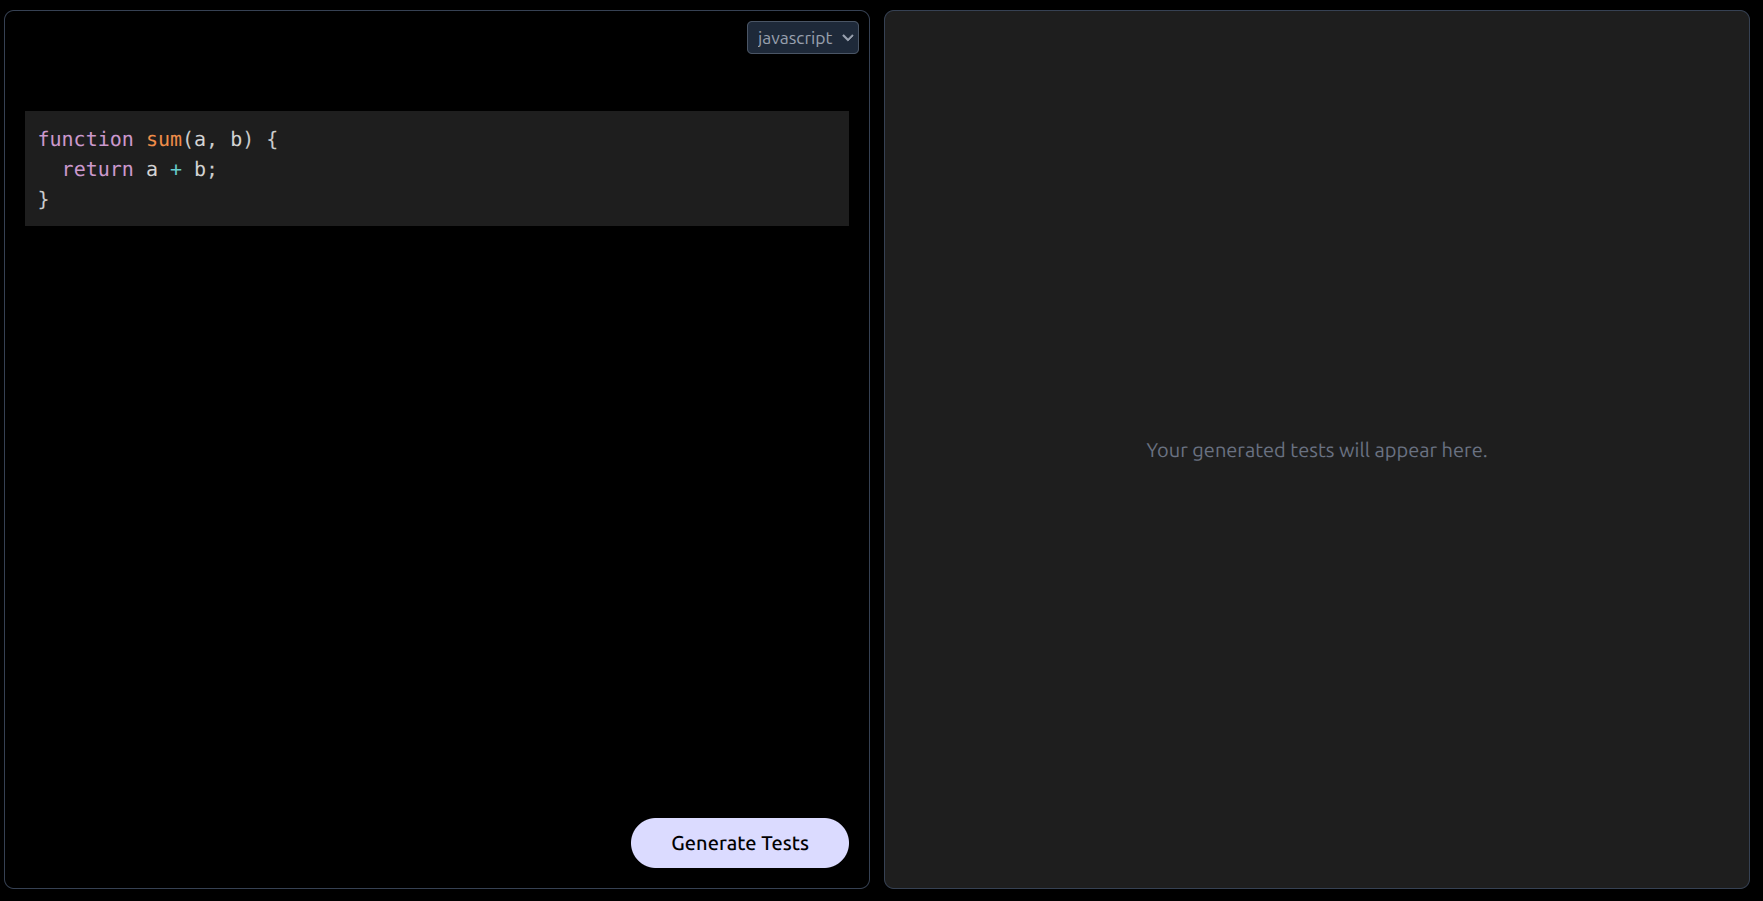 javascript
function sum(a, b) {
  return a + b;
}
Generate Tests
Your generated tests will appear here.